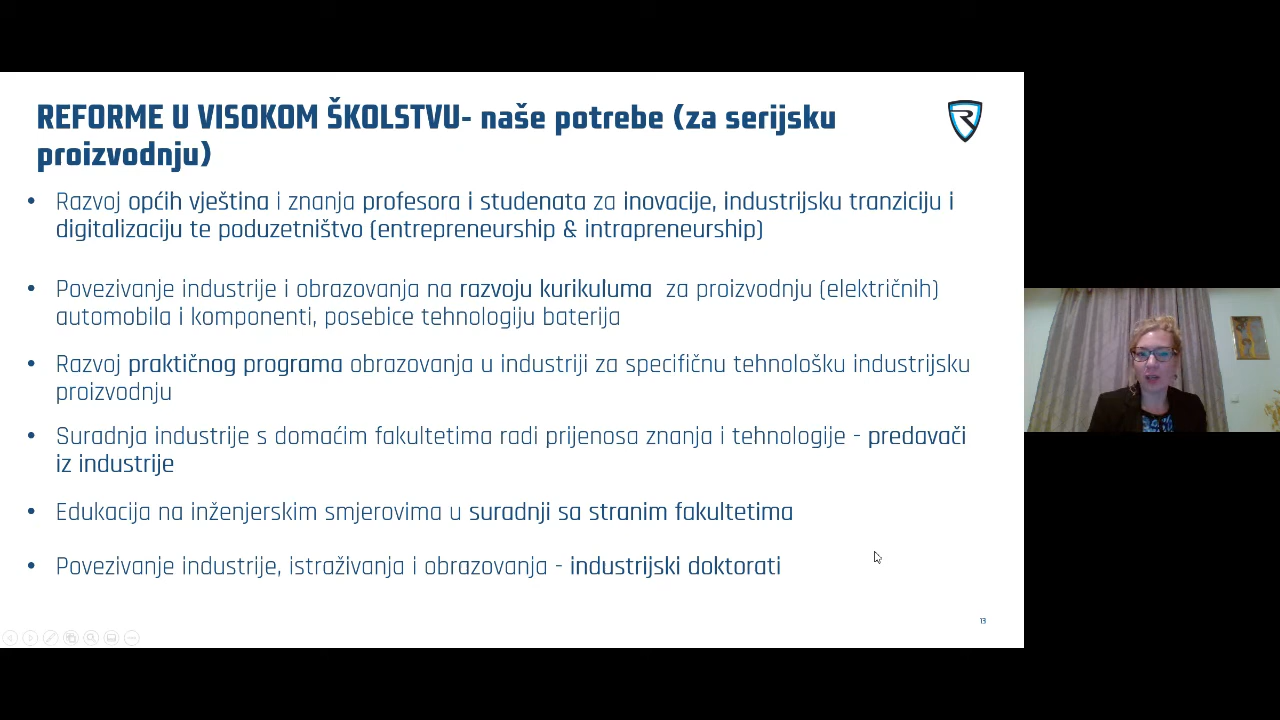 REFORME U VISOKOM ŠKOLSTVU- naše potrebe (za serijsku
proizvodnju)
• Razvoj općih vještina i znanja profesora i studenata za inovacije, industrijsku tranziciju i
digitalizaciju te poduzetništvo (entrepreneurship & intrapreneurship)
• Povezivanje industrije i obrazovanja na razvoju kurikuluma za proizvodnju (električnih)
automobila i komponenti, posebice tehnologiju baterija
• Razvoj praktičnog programa obrazovanja u industriji za specifičnu tehnološku industrijsku
proizvodnju
• Suradnja industrije s domaćim fakultetima radi prijenosa znanja i tehnologije - predavači
iz industrije
• Edukacija na inženjerskim smjerovima u suradnji sa stranim fakultetima
• Povezivanje industrije, istraživanja i obrazovanja - industrijski doktorati
13